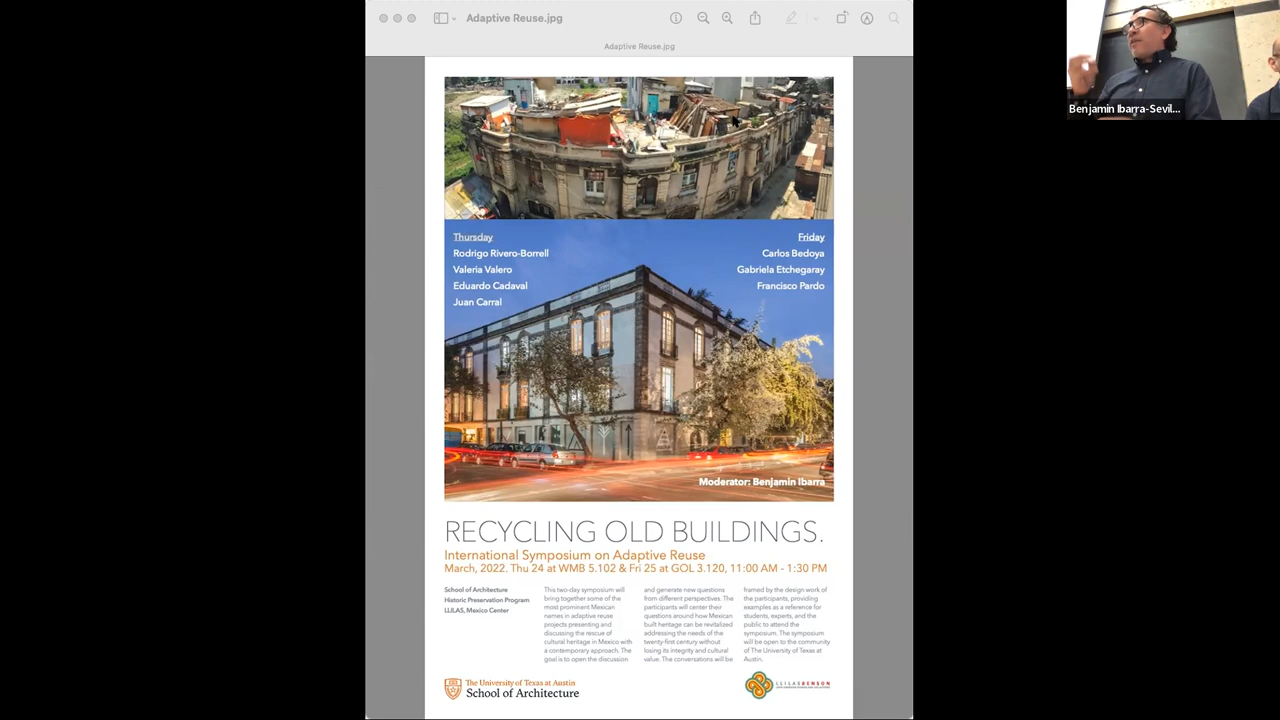 Adaptive Reuse.jpg
Adaptive Reuse.jpg
Benjamin Ibarra-Sevil...
Thursday
Rodrigo Rivero-Borrell
Valeria Valero
Eduardo Cadaval
Juan Carral
Friday
Carlos Bedoya
Gabriela Etchegaray
Francisco Pardo
Moderator: Benjamin Ibarra
RECYCLING OLD BUILDINGS.
International Symposium on Adaptive Reuse
March, 2022. Thu 24 at WMB 5.102 & Fri 25 at GOL 3.120, 11:00 AM - 1:30 PM
School of Architecture
Historic Preservation Program
LLILAS, Mexico Center
This two-day symposium will
bring together some of the
most prominent Mexican
names in adaptive reuse
projects presenting and
discussing the rescue of
cultural heritage in Mexico with
a contemporary approach. The
goal is to open the discussion
and generate new questions
from different perspectives. The
participants will center their
questions around how Mexican
built heritage can be revitalized
addressing the needs of the
twenty-first century without
losing its integrity and cultural
value. The conversations will be
framed by the design work of
the participants, providing
examples as a reference for
students, experts, and the
public to attend the
symposium. The symposium
will be open to the community
of The University of Texas at
Austin.
The University of Texas at Austin
School of Architecture
LLILAS BENSON